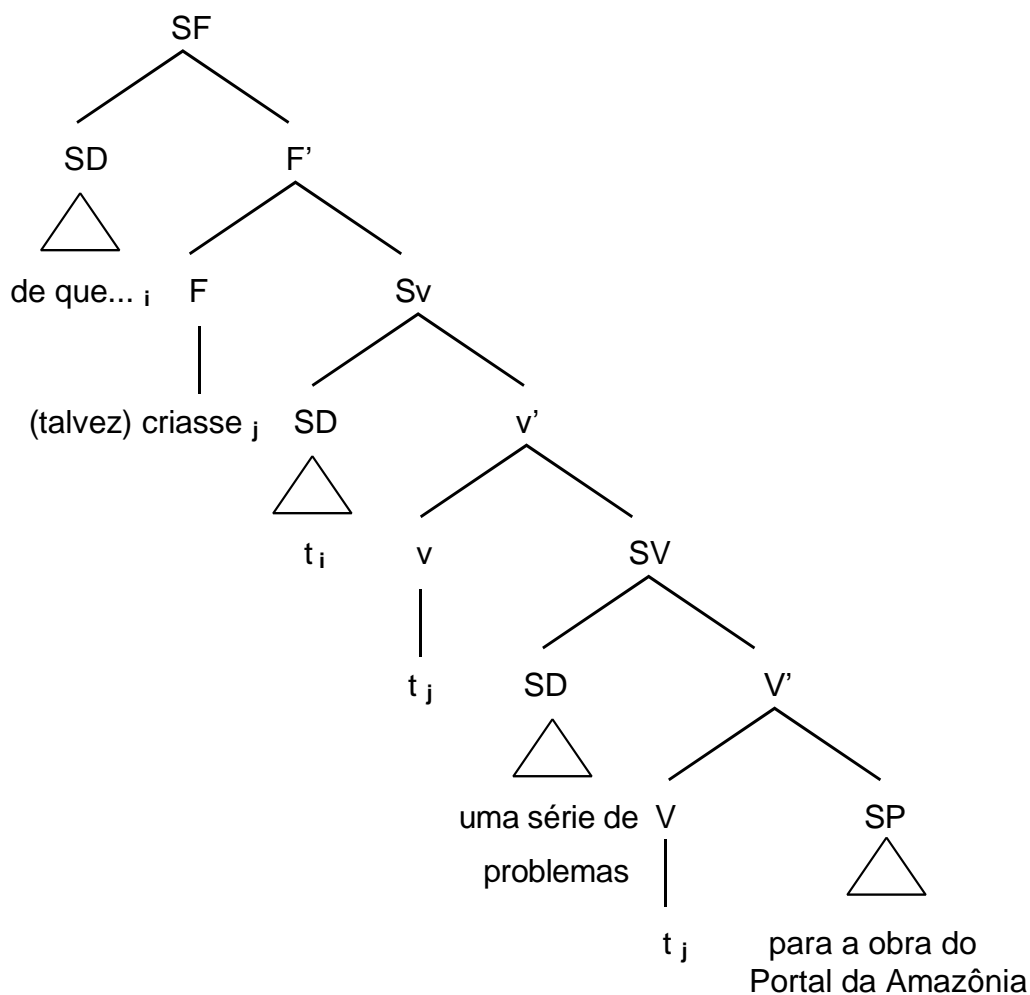 SF
SD F’
de que... i F Sv
(talvez) criasse j SD v’
t i v SV
t j SD V’
uma série de V SP
problemas
t j para a obra do
Portal da Amazônia